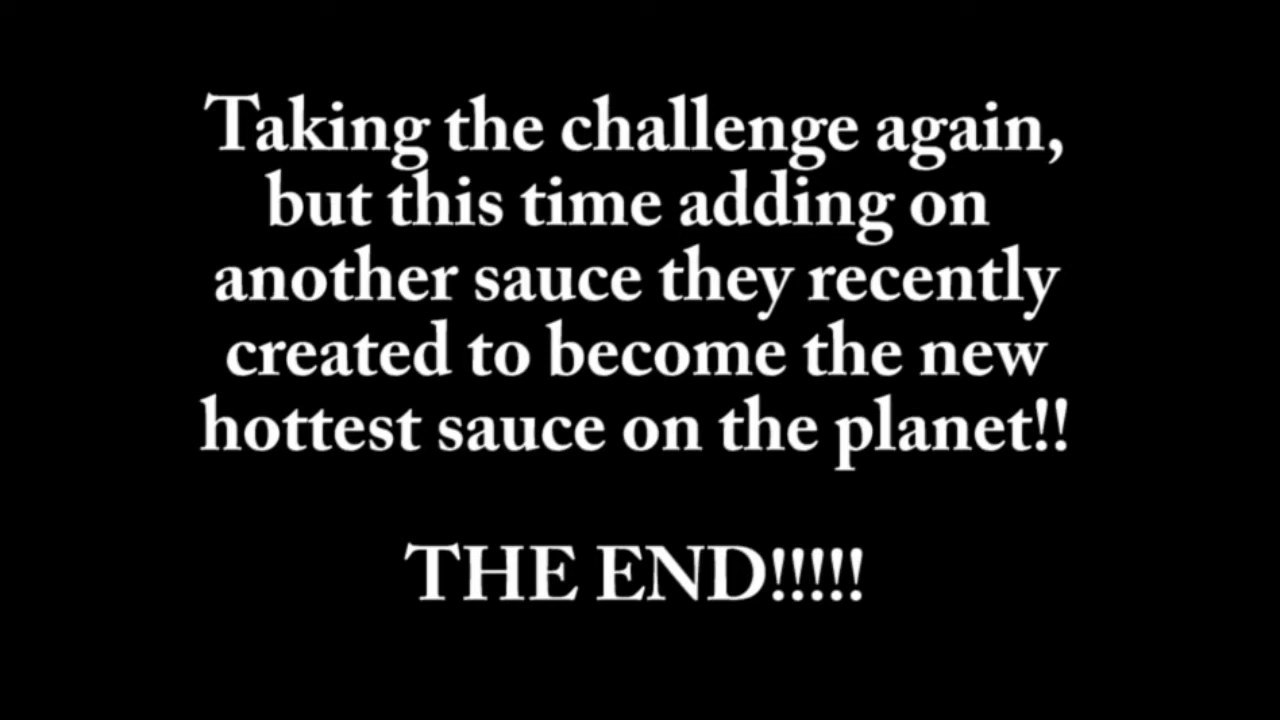 Taking the challenge again,
but this time adding on
another sauce they recently
created to become the new
hottest sauce on the planet!!
THE END!!!!!